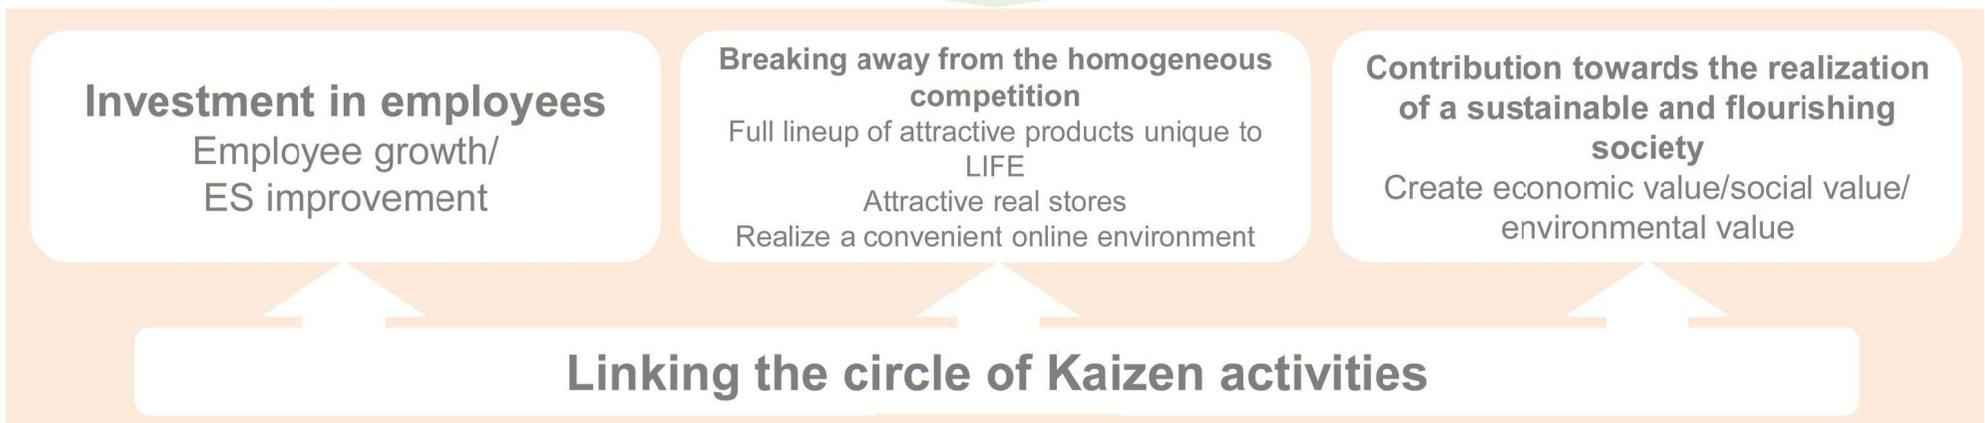 Investment in employees
Employee growth/
ES improvement
Breaking away from the homogeneous
competition
Full lineup of attractive products unique to
LIFE
Attractive real stores
Realize a convenient online environment
Contribution towards the realization
of a sustainable and flourishing
society
Create economic value/social value/
environmental value
Linking the circle of Kaizen activities